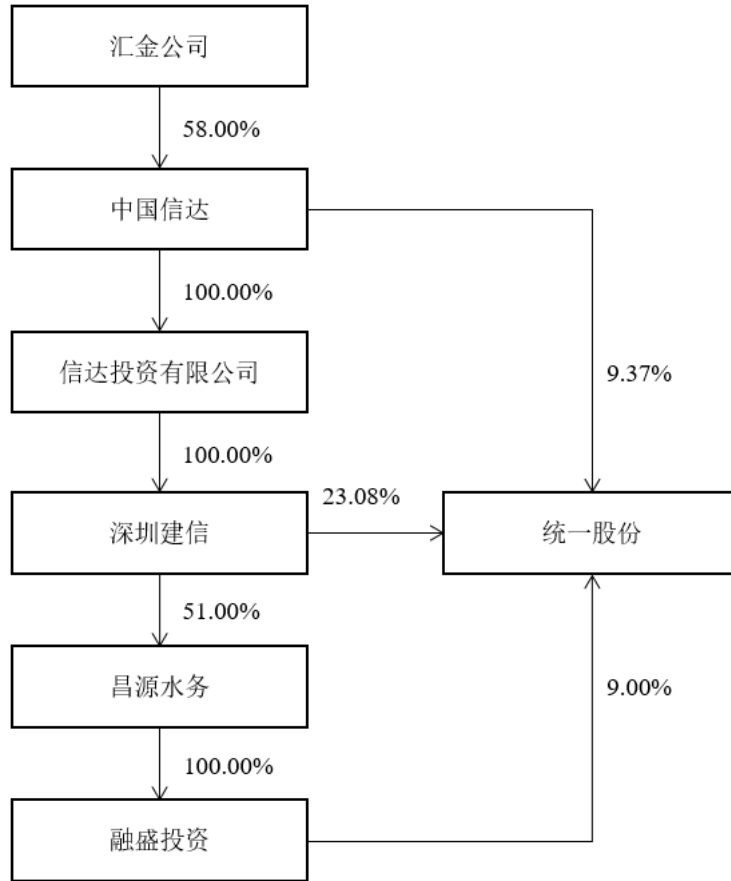 汇金公司
58.00%
中国信达
100.00%
信达投资有限公司
9.37%
100.00%
23.08%
深圳建信
统一股份
51.00%
昌源水务
9.00%
100.00%
融盛投资